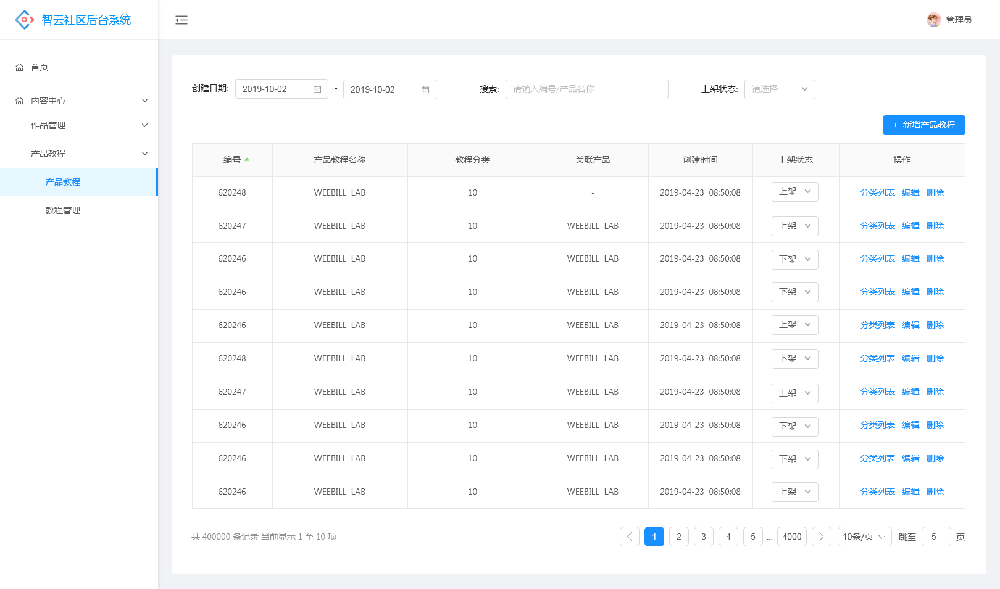 智云社区后台系统
管理员
首页
内容中心
作品管理
产品教程
产品教程
教程管理
创建日期: 2019-10-02 - 2019-10-02 搜索: 请输入编号/产品名称 上架状态: 请选择
+ 新增产品教程
编号 产品教程名称 教程分类 关联产品 创建时间 上架状态 操作
620248 WEEBILL LAB 10 - 2019-04-23 08:50:08 上架 分类列表 编辑 删除
620247 WEEBILL LAB 10 WEEBILL LAB 2019-04-23 08:50:08 上架 分类列表 编辑 删除
620246 WEEBILL LAB 10 WEEBILL LAB 2019-04-23 08:50:08 下架 分类列表 编辑 删除
620246 WEEBILL LAB 10 WEEBILL LAB 2019-04-23 08:50:08 下架 分类列表 编辑 删除
620246 WEEBILL LAB 10 WEEBILL LAB 2019-04-23 08:50:08 上架 分类列表 编辑 删除
620248 WEEBILL LAB 10 WEEBILL LAB 2019-04-23 08:50:08 下架 分类列表 编辑 删除
620247 WEEBILL LAB 10 WEEBILL LAB 2019-04-23 08:50:08 上架 分类列表 编辑 删除
620246 WEEBILL LAB 10 WEEBILL LAB 2019-04-23 08:50:08 下架 分类列表 编辑 删除
620246 WEEBILL LAB 10 WEEBILL LAB 2019-04-23 08:50:08 下架 分类列表 编辑 删除
620246 WEEBILL LAB 10 WEEBILL LAB 2019-04-23 08:50:08 上架 分类列表 编辑 删除
共 400000 条记录 当前显示 1 至 10 项 1 2 3 4 5 ... 4000 10条/页 跳至 5 页